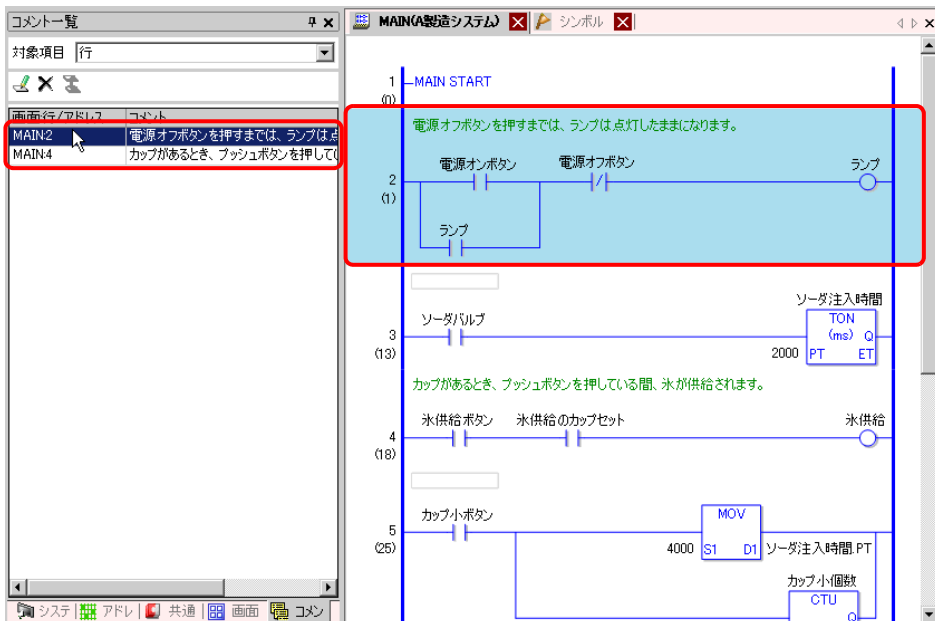 コメント一覧
対象項目 行
画面行/アドレス コメント
MAIN:2 電源オフボタンを押すまでは、ランプは点
MAIN:4 カップがあるとき、プッシュボタンを押して
システ アドレ 共通 画面 コメン
MAIN(A製造システム) シンボル
1 MAIN START
(0)
電源オフボタンを押すまでは、ランプは点灯したままになります。
電源オンボタン 電源オフボタン ランプ
2
(1)
ランプ
ソーダ注入時間
ソーダバルブ TON
3 (ms) Q
(13) 2000 PT ET
カップがあるとき、プッシュボタンを押している間、氷が供給されます。
氷供給ボタン 氷供給のカップセット 氷供給
4
(18)
カップ小ボタン MOV
5
(25) 4000 S1 D1 ソーダ注入時間.PT
カップ小個数
CTU
Q